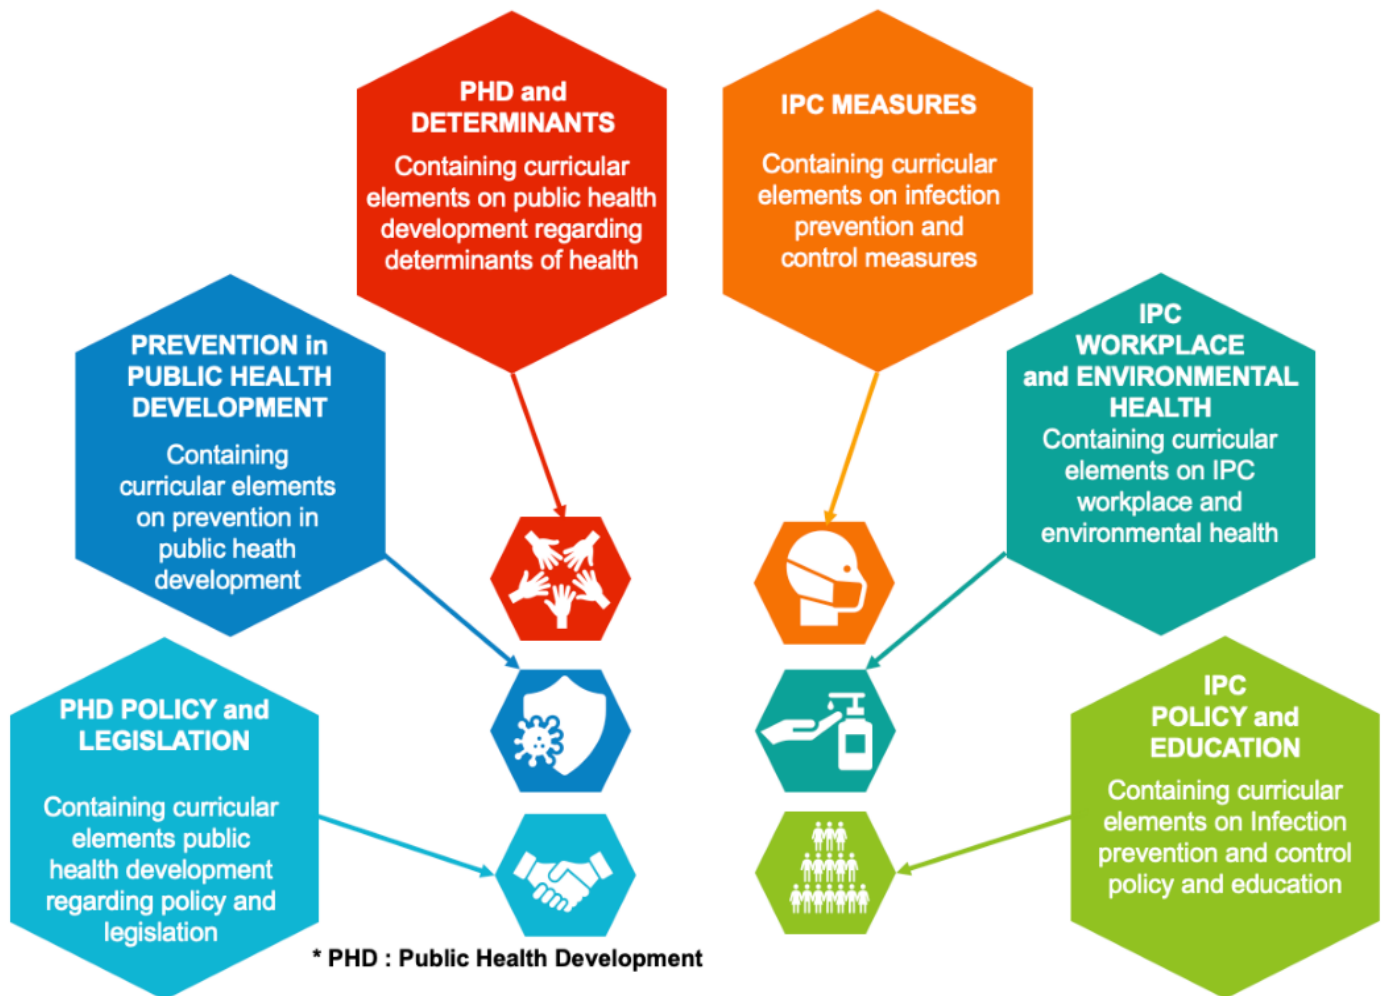 PHD and
DETERMINANTS
Containing curricular
elements on public health
development regarding
determinants of health
IPC MEASURES
Containing curricular
elements on infection
prevention and
control measures
PREVENTION in
PUBLIC HEALTH
DEVELOPMENT
Containing
curricular elements
on prevention in
public heath
development
IPC
WORKPLACE
and ENVIRONMENTAL
HEALTH
Containing curricular
elements on IPC
workplace and
environmental health
PHD POLICY and
LEGISLATION
Containing curricular
elements public
health development
regarding policy and
legislation
IPC
POLICY and
EDUCATION
Containing curricular
elements on Infection
prevention and control
policy and education
* PHD : Public Health Development